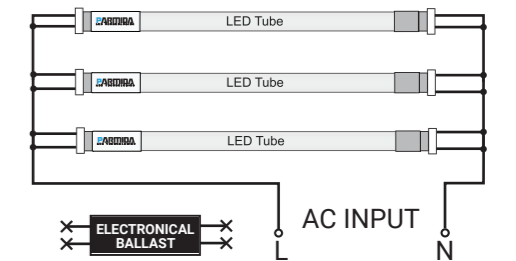 LED Tube
LED Tube
LED Tube
AC INPUT
ELECTRONICAL
BALLAST
L
N